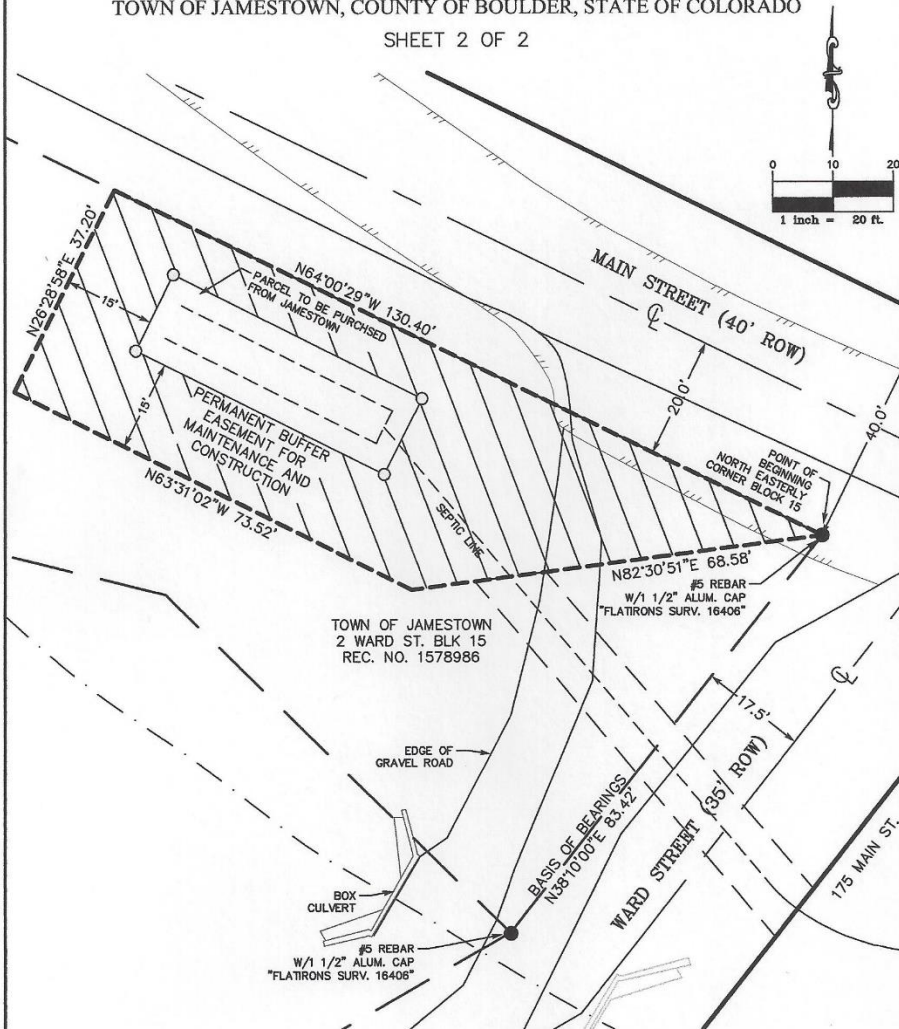 TOWN OF JAMESTOWN, COUNTY OF BOULDER, STATE OF COLORADO
SHEET 2 OF 2
0 10 20
1 inch = 20 ft.
MAIN STREET (40' ROW)
℄
N26°28'58"E 37.20'
15'
PARCEL TO BE PURCHSED
FROM JAMESTOWN
N64°00'29"W 130.40'
20.0'
40.0'
15'
PERMANENT BUFFER
EASEMENT FOR
MAINTENANCE AND
CONSTRUCTION
N63°31'02"W 73.52'
SEPTIC LINE
POINT OF
BEGINNING
NORTH EASTERLY
CORNER BLOCK 15
N82°30'51"E 68.58'
#5 REBAR
W/1 1/2" ALUM. CAP
"FLATIRONS SURV. 16406"
TOWN OF JAMESTOWN
2 WARD ST. BLK 15
REC. NO. 1578986
℄
17.5'
EDGE OF
GRAVEL ROAD
BASIS OF BEARINGS
N38°10'00"E 83.42'
WARD STREET (35' ROW)
175 MAIN ST.
BOX
CULVERT
#5 REBAR
W/1 1/2" ALUM. CAP
"FLATIRONS SURV. 16406"